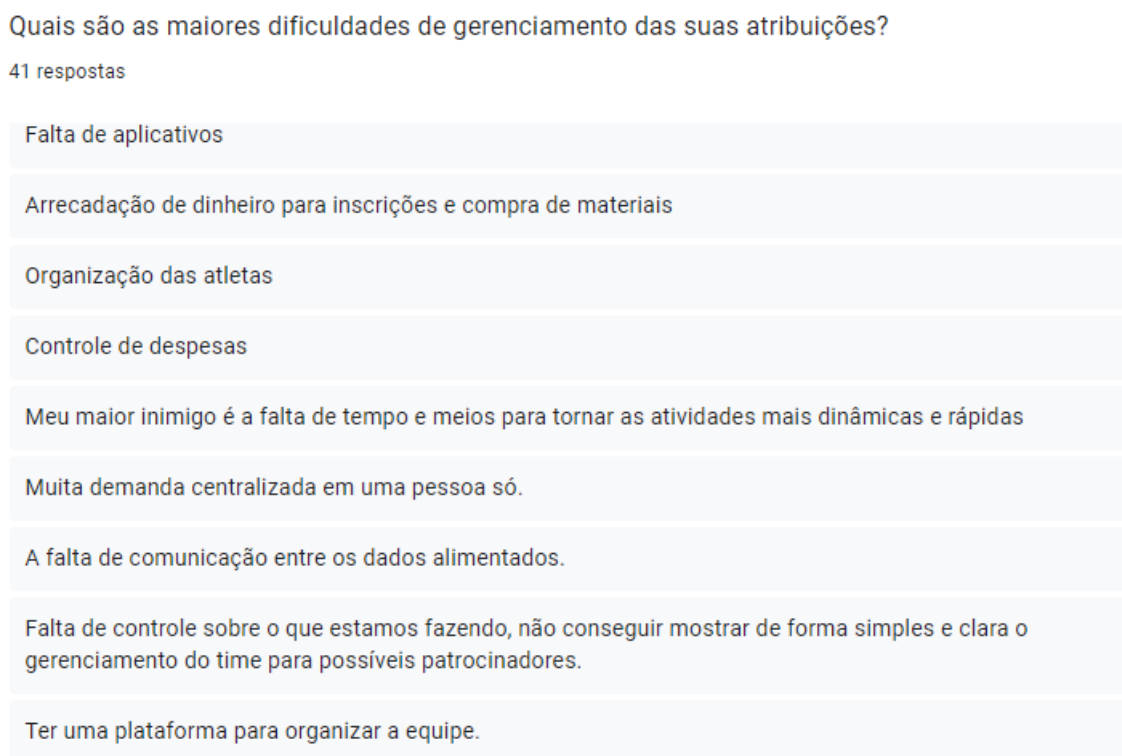 Quais são as maiores dificuldades de gerenciamento das suas atribuições?
41 respostas
Falta de aplicativos
Arrecadação de dinheiro para inscrições e compra de materiais
Organização das atletas
Controle de despesas
Meu maior inimigo é a falta de tempo e meios para tornar as atividades mais dinâmicas e rápidas
Muita demanda centralizada em uma pessoa só.
A falta de comunicação entre os dados alimentados.
Falta de controle sobre o que estamos fazendo, não conseguir mostrar de forma simples e clara o
gerenciamento do time para possíveis patrocinadores.
Ter uma plataforma para organizar a equipe.